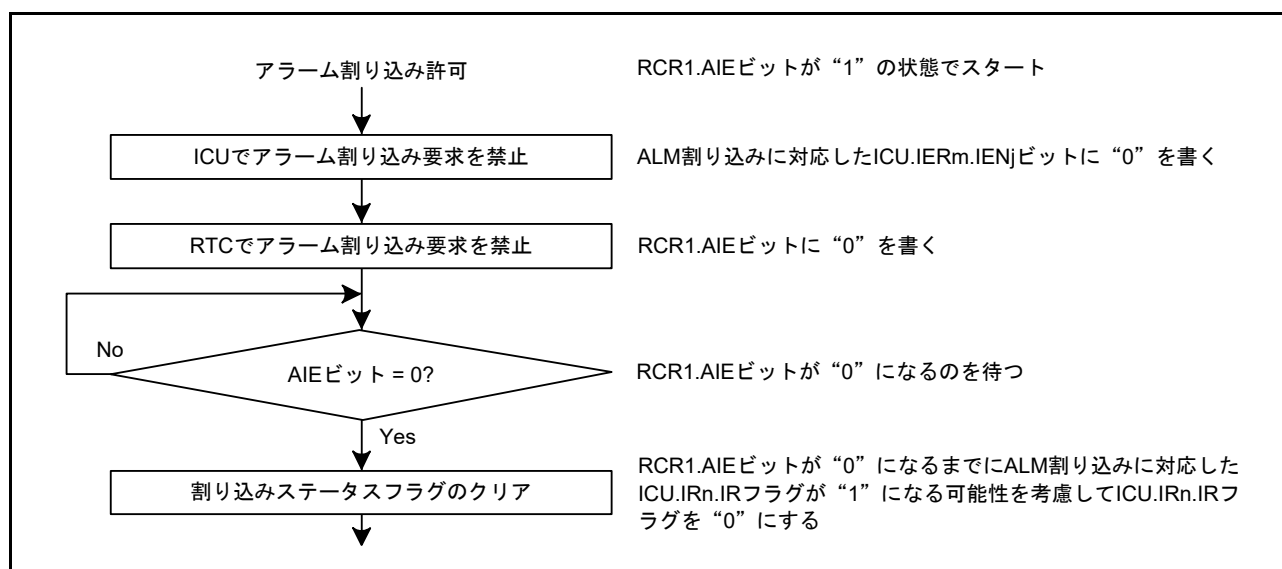 アラーム割り込み許可
RCR1.AIEビットが“1”の状態でスタート
ICUでアラーム割り込み要求を禁止
ALM割り込みに対応したICU.IERm.IENjビットに“0”を書く
RTCでアラーム割り込み要求を禁止
RCR1.AIEビットに“0”を書く
No
AIEビット = 0?
RCR1.AIEビットが“0”になるのを待つ
Yes
割り込みステータスフラグのクリア
RCR1.AIEビットが“0”になるまでにALM割り込みに対応した
ICU.IRn.IRフラグが“1”になる可能性を考慮してICU.IRn.IRフ
ラグを“0”にする